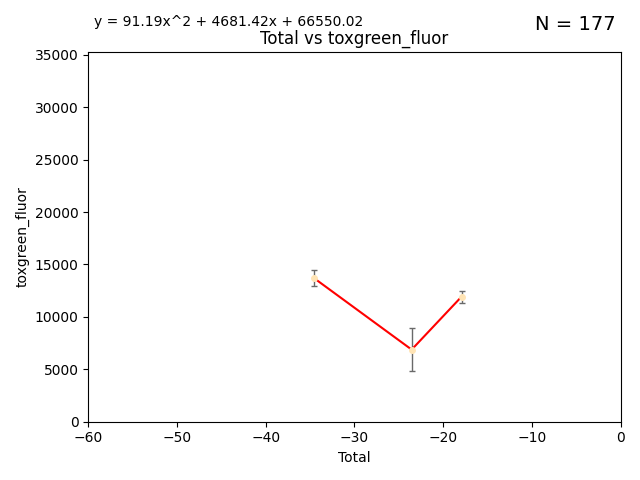 y = 91.19x^2 + 4681.42x + 66550.02
N = 177
Total vs toxgreen_fluor
35000
30000
25000
20000
15000
10000
5000
0
toxgreen_fluor
−60 −50 −40 −30 −20 −10 0
Total